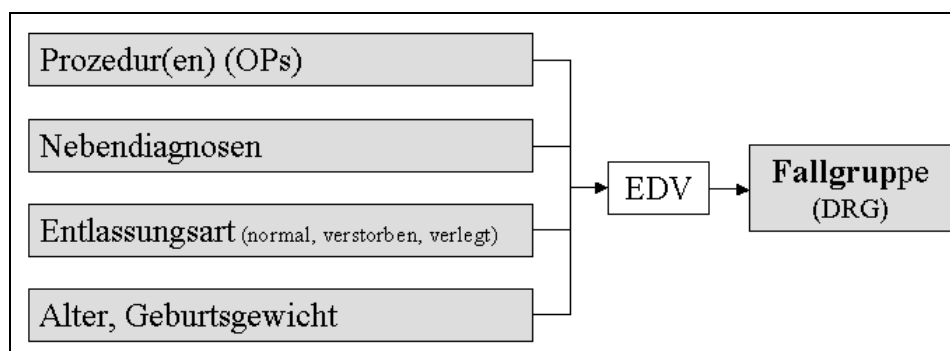 Prozedur(en) (OPs)
Nebendiagnosen
Entlassungsart (normal, verstorben, verlegt)
Alter, Geburtsgewicht
EDV
Fallgruppe
(DRG)